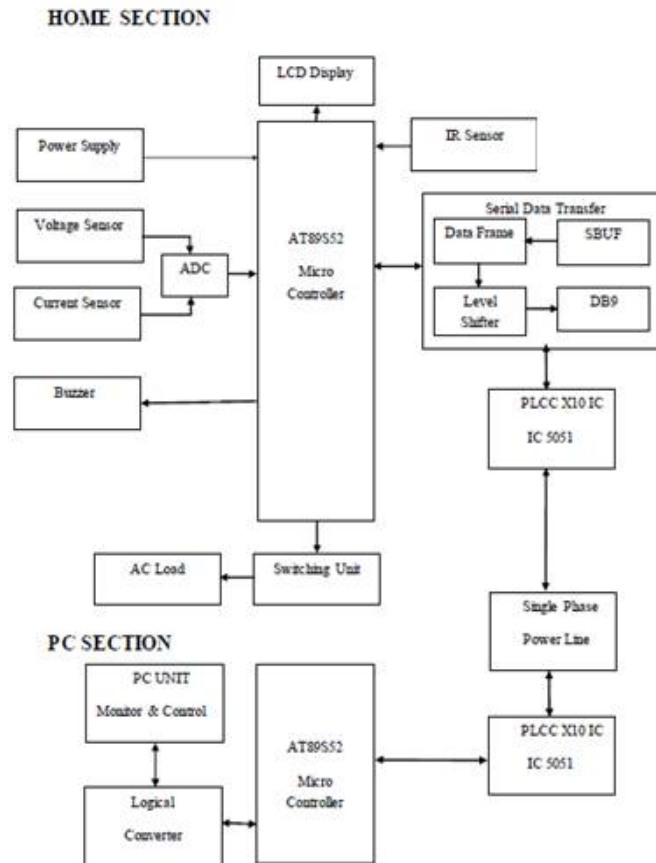 HOME SECTION
LCD Display
Power Supply
IR Sensor
Voltage Sensor
Serial Data Transfer
Data Frame
SBUF
ADC
AT89S52
Micro
Controller
Current Sensor
Level
Shifter
DB9
Buzzer
PLCC X10 IC
IC 5051
AC Load
Switching Unit
Single Phase
Power Line
PC SECTION
PC UNIT
Monitor & Control
AT89S52
Micro
Controller
PLCC X10 IC
IC 5051
Logical
Converter